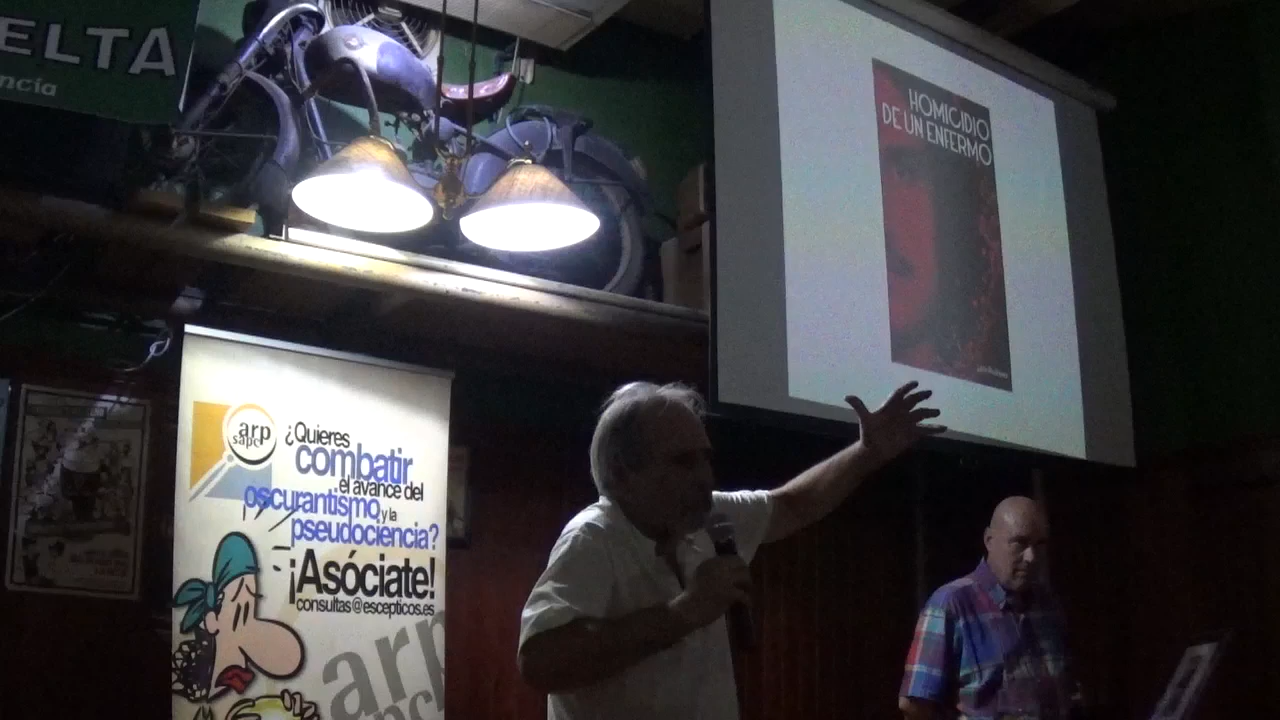 ELTA
ncía
HOMICIDIO
DE UN ENFERMO
arp
sapc
¿Quieres
combatir
el avance del
oscurantismo
y la
pseudociencia?
¡Asóciate!
consultas@escepticos.es
arp